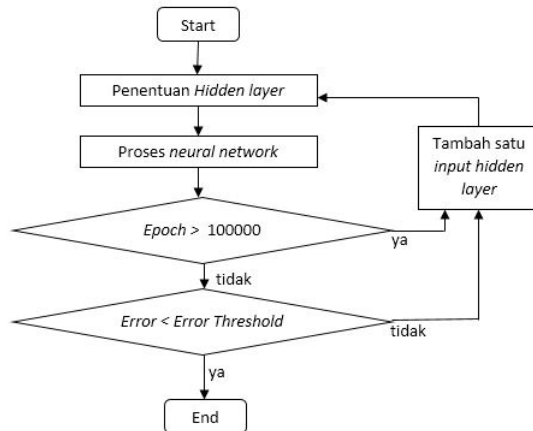 Start
Penentuan Hidden layer
Proses neural network
Tambah satu
input hidden
layer
Epoch > 100000
ya
tidak
Error < Error Threshold
tidak
ya
End